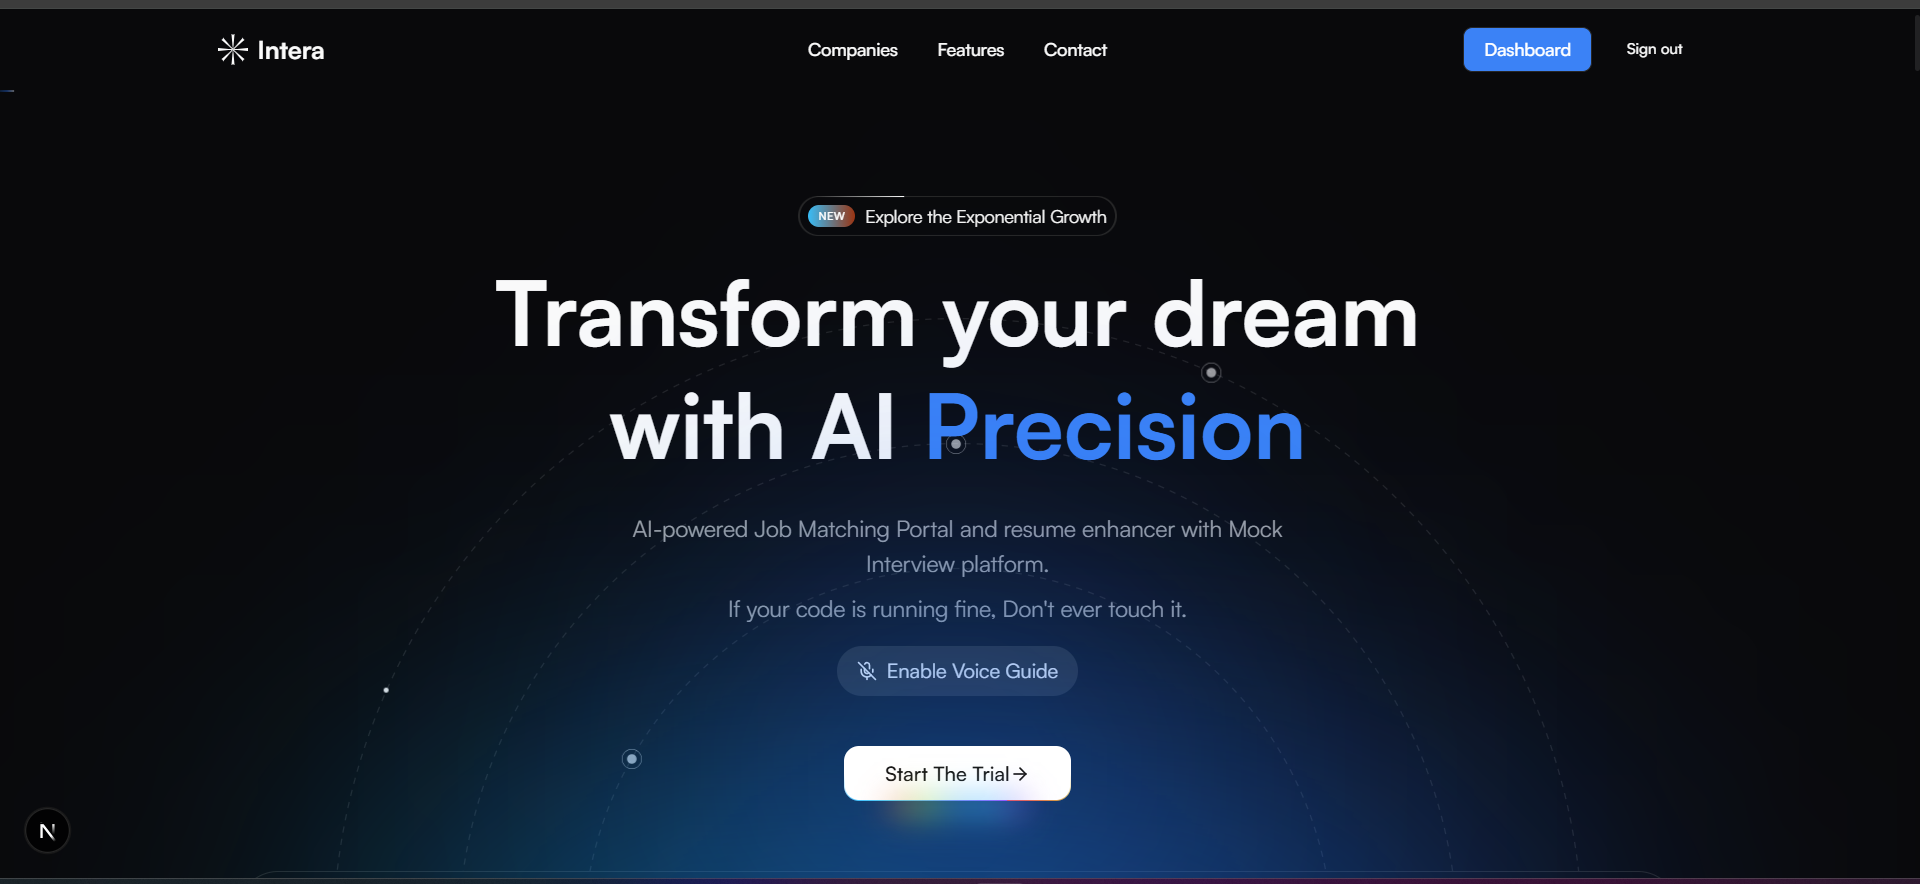 Intera
Companies
Features
Contact
Dashboard
Sign out
NEW Explore the Exponential Growth
Transform your dream
with AI Precision
AI-powered Job Matching Portal and resume enhancer with Mock
Interview platform.
If your code is running fine, Don't ever touch it.
Enable Voice Guide
Start The Trial→
N